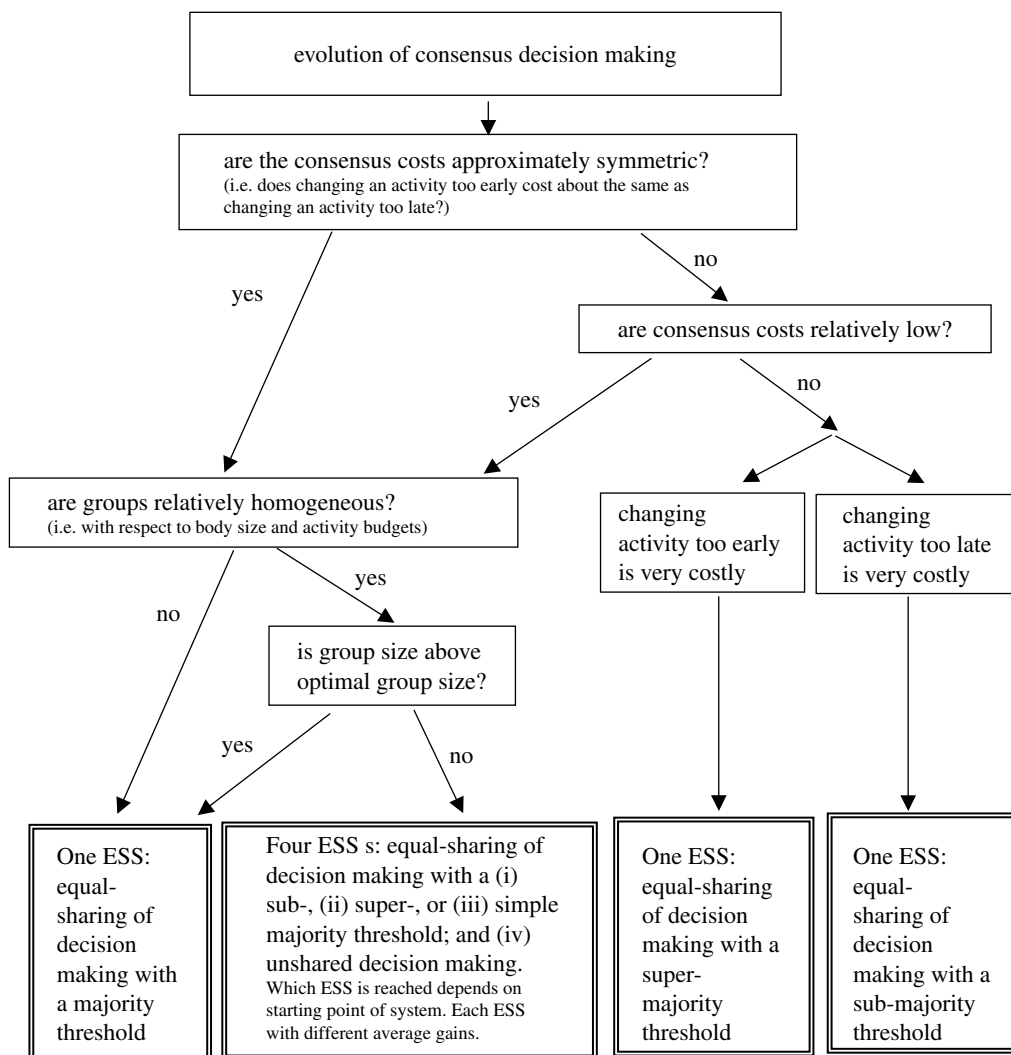 evolution of consensus decision making
are the consensus costs approximately symmetric?
(i.e. does changing an activity too early cost about the same as
changing an activity too late?)
no
yes
are consensus costs relatively low?
no
yes
are groups relatively homogeneous?
(i.e. with respect to body size and activity budgets)
changing
activity too early
is very costly
changing
activity too late
is very costly
yes
no
is group size above
optimal group size?
yes
no
One ESS:
equal-
sharing of
decision
making with
a majority
threshold
Four ESS s: equal-sharing of
decision making with a (i)
sub-, (ii) super-, or (iii) simple
majority threshold; and (iv)
unshared decision making.
Which ESS is reached depends on
starting point of system. Each ESS
with different average gains.
One ESS:
equal-sharing
of decision
making with a
super-
majority
threshold
One ESS:
equal-
sharing of
decision
making with a
sub-majority
threshold